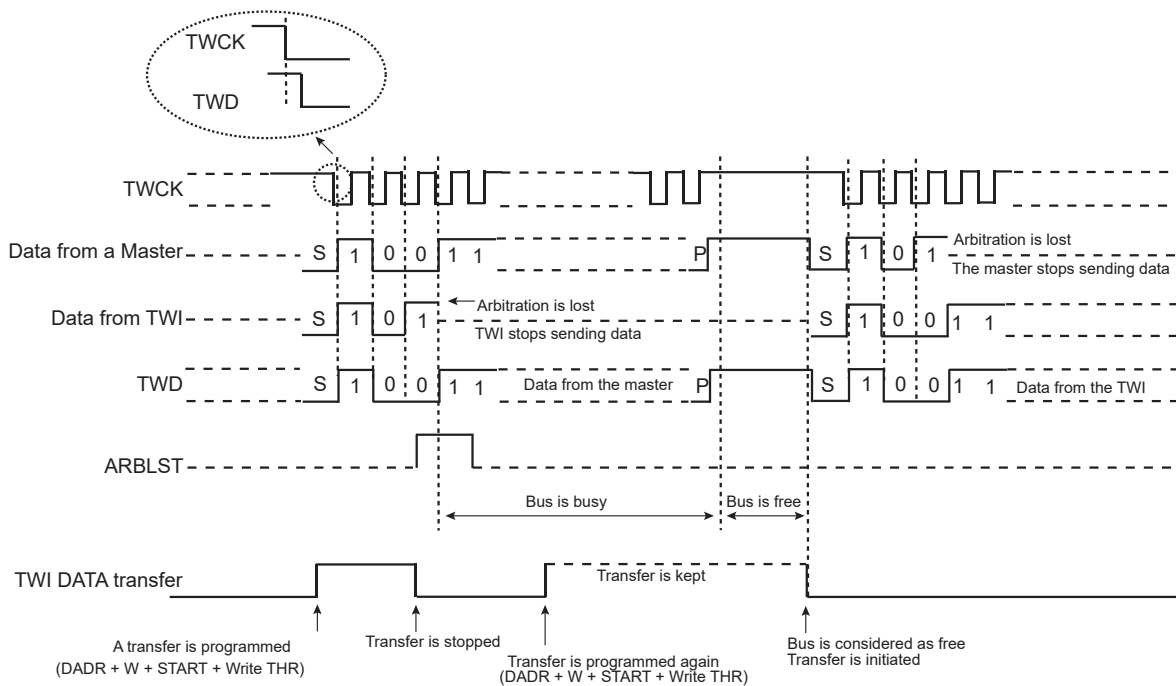 TWCK
TWD
TWCK
Data from a Master S 1 0 0 1 1 P S 1 0 1 Arbitration is lost
The master stops sending data
Data from TWI S 1 0 1 Arbitration is lost S 1 0 0 1 1
TWI stops sending data
TWD S 1 0 0 1 1 Data from the master P S 1 0 0 1 1 Data from the TWI
ARBLST
Bus is busy Bus is free
TWI DATA transfer Transfer is kept
A transfer is programmed
(DADR + W + START + Write THR)
Transfer is stopped
Transfer is programmed again
(DADR + W + START + Write THR)
Bus is considered as free
Transfer is initiated